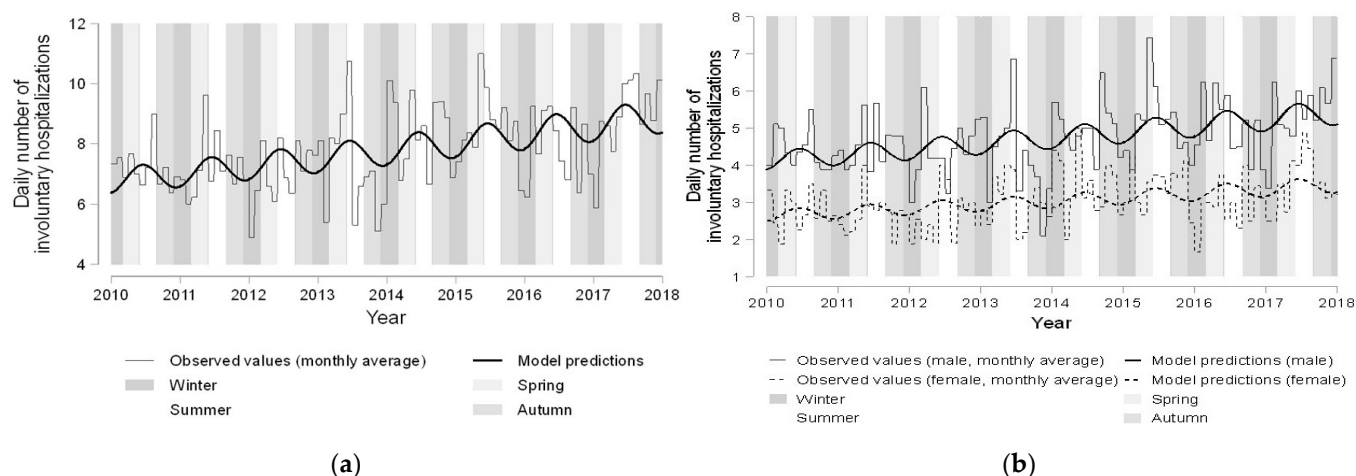 12
10
8
6
4
Daily number of
involuntary hospitalizations
2010 2011 2012 2013 2014 2015 2016 2017 2018
Year
Observed values (monthly average) Model predictions
Winter Spring
Summer Autumn
(a)
8
7
6
5
4
3
2
1
Daily number of
involuntary hospitalizations
2010 2011 2012 2013 2014 2015 2016 2017 2018
Year
Observed values (male, monthly average) Model predictions (male)
Observed values (female, monthly average) Model predictions (female)
Winter Spring
Summer Autumn
(b)